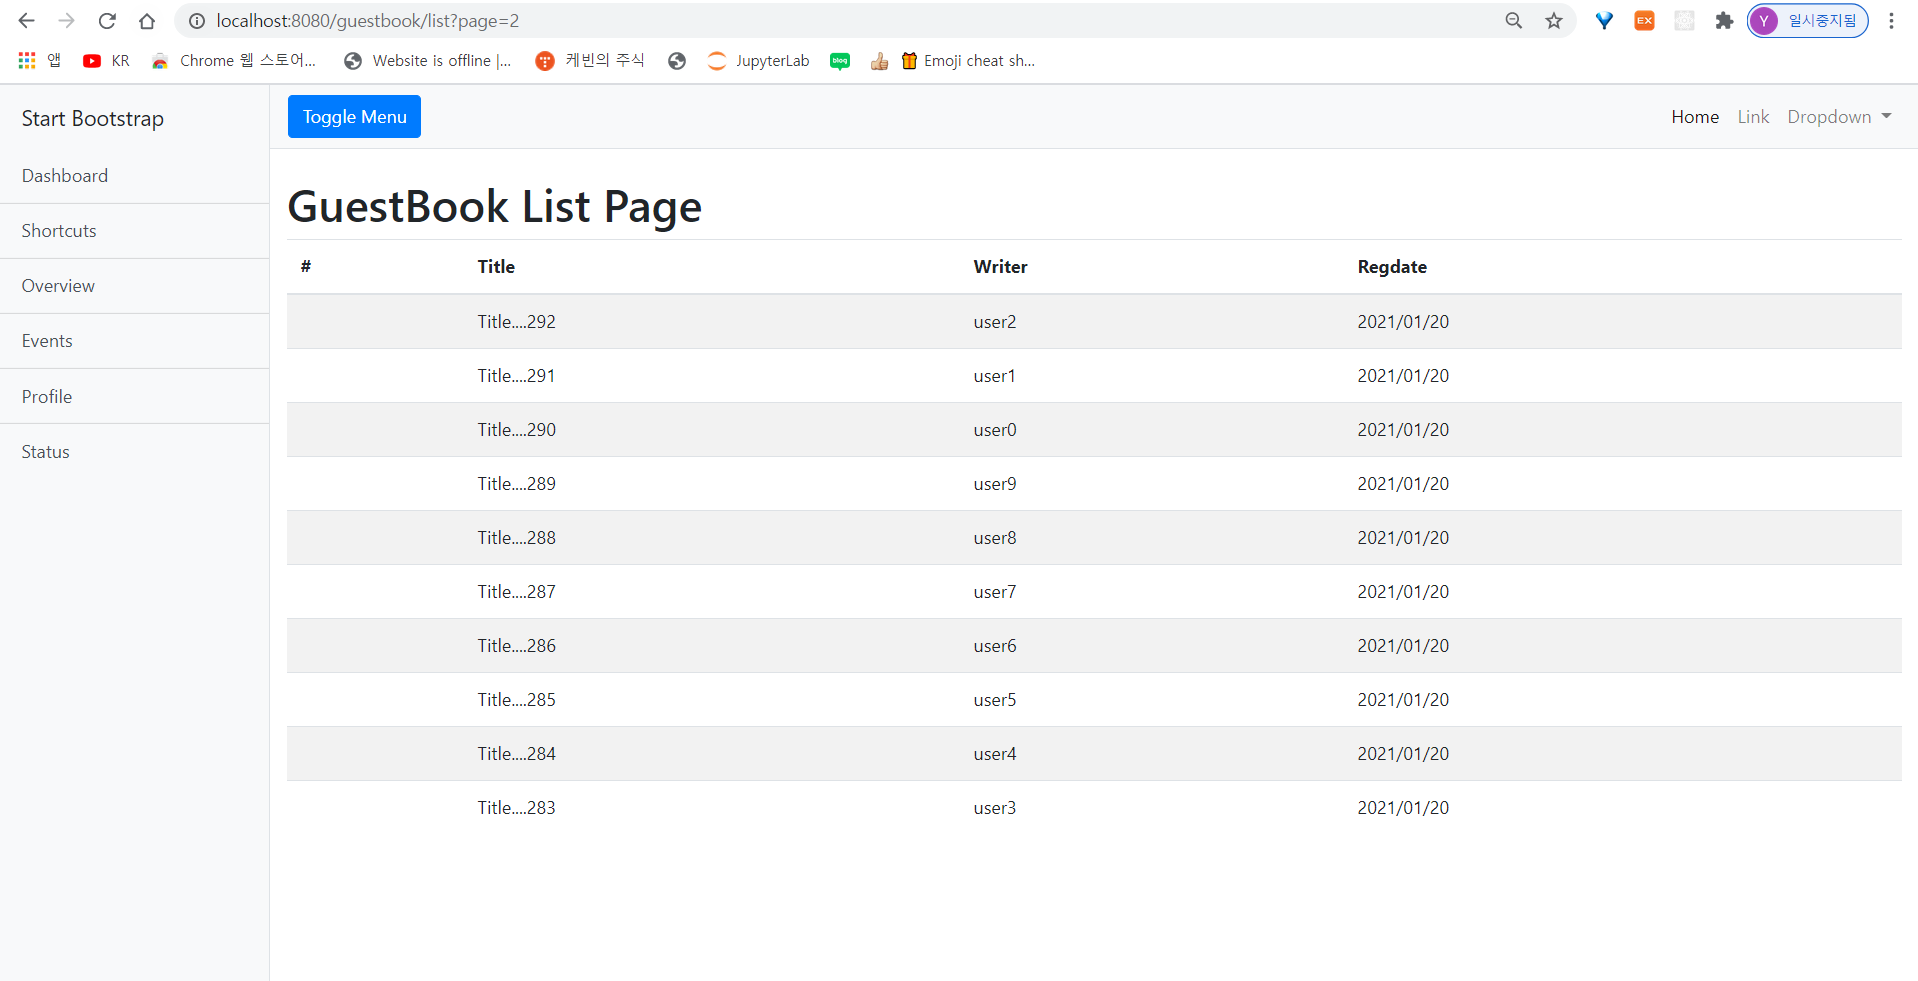 localhost:8080/guestbook/list?page=2
EX
Y 일시중지됨
앱 KR Chrome 웹 스토어... Website is offline |... 케빈의 주식 JupyterLab blog Emoji cheat sh...
Start Bootstrap
Toggle Menu
Home Link Dropdown
Dashboard
Shortcuts
Overview
Events
Profile
Status
GuestBook List Page
# Title Writer Regdate
Title....292 user2 2021/01/20
Title....291 user1 2021/01/20
Title....290 user0 2021/01/20
Title....289 user9 2021/01/20
Title....288 user8 2021/01/20
Title....287 user7 2021/01/20
Title....286 user6 2021/01/20
Title....285 user5 2021/01/20
Title....284 user4 2021/01/20
Title....283 user3 2021/01/20